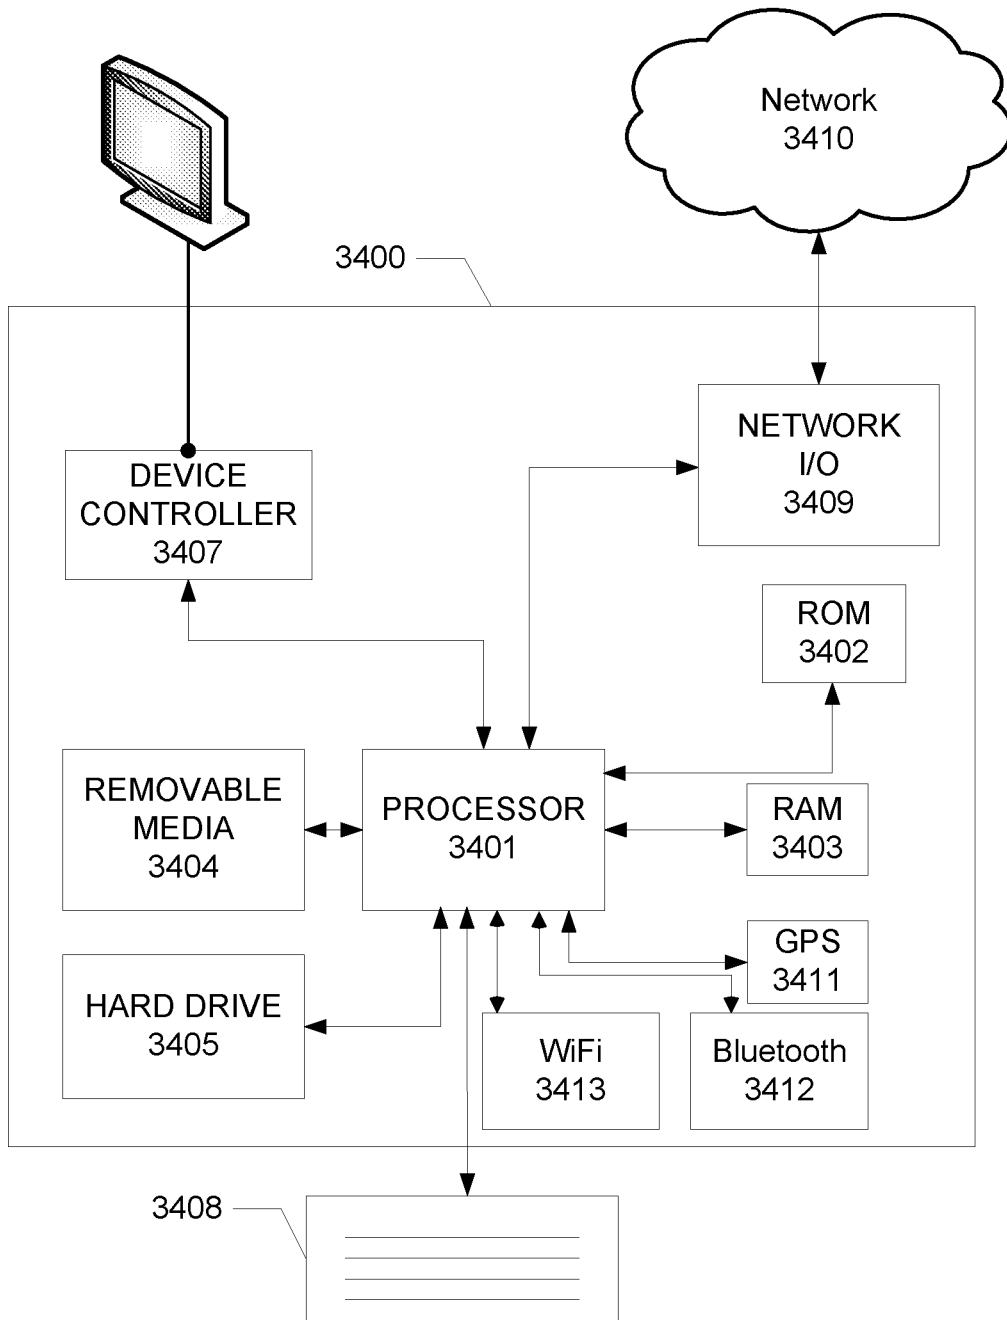 Network
3410
3400
NETWORK
I/O
3409
DEVICE
CONTROLLER
3407
ROM
3402
REMOVABLE
MEDIA
3404
PROCESSOR
3401
RAM
3403
GPS
3411
HARD DRIVE
3405
WiFi
3413
Bluetooth
3412
3408